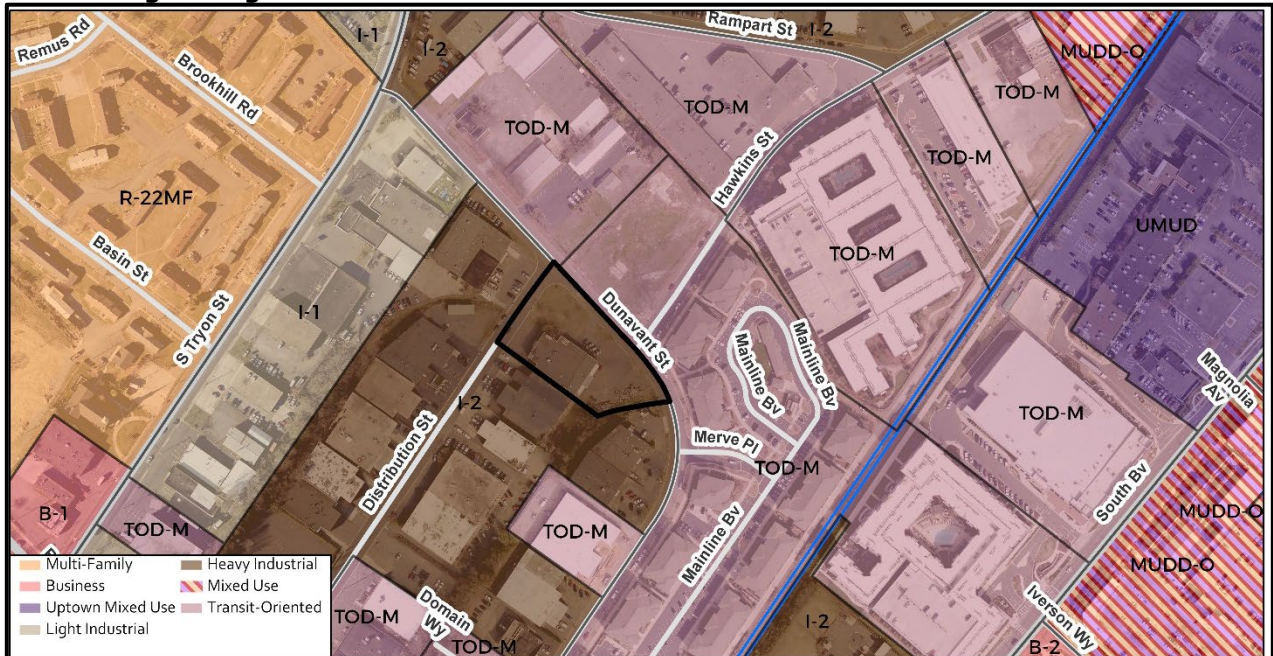 Rampart St
I-1
I-2
I-2
Remus Rd
MUDD-O
Brookhill Rd
TOD-M
TOD-M
TOD-M
TOD-M
Hawkins St
R-22MF
UMUD
Basin St
TOD-M
I-1
S Tryon St
Dunavant St
Mainline Bv
Mainline Bv
Magnolia Av
I-2
TOD-M
Distribution St
Merve Pl
TOD-M
South Bv
B-1
TOD-M
TOD-M
MUDD-O
Mainline Bv
MUDD-O
Multi-Family
Heavy Industrial
Business
Mixed Use
Uptown Mixed Use
Transit-Oriented
Light Industrial
TOD-M
Domain Wy
TOD-M
I-2
Iverson Wy
B-2